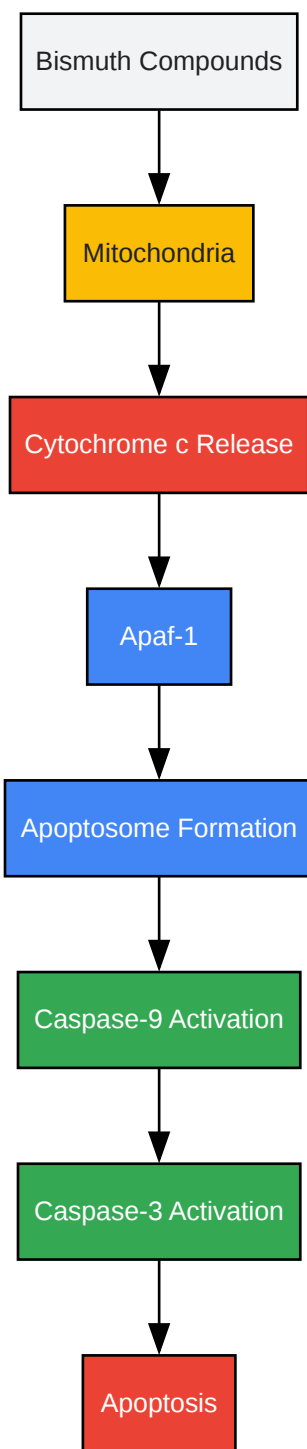 Bismuth Compounds
Mitochondria
Cytochrome c Release
Apaf-1
Apoptosome Formation
Caspase-9 Activation
Caspase-3 Activation
Apoptosis